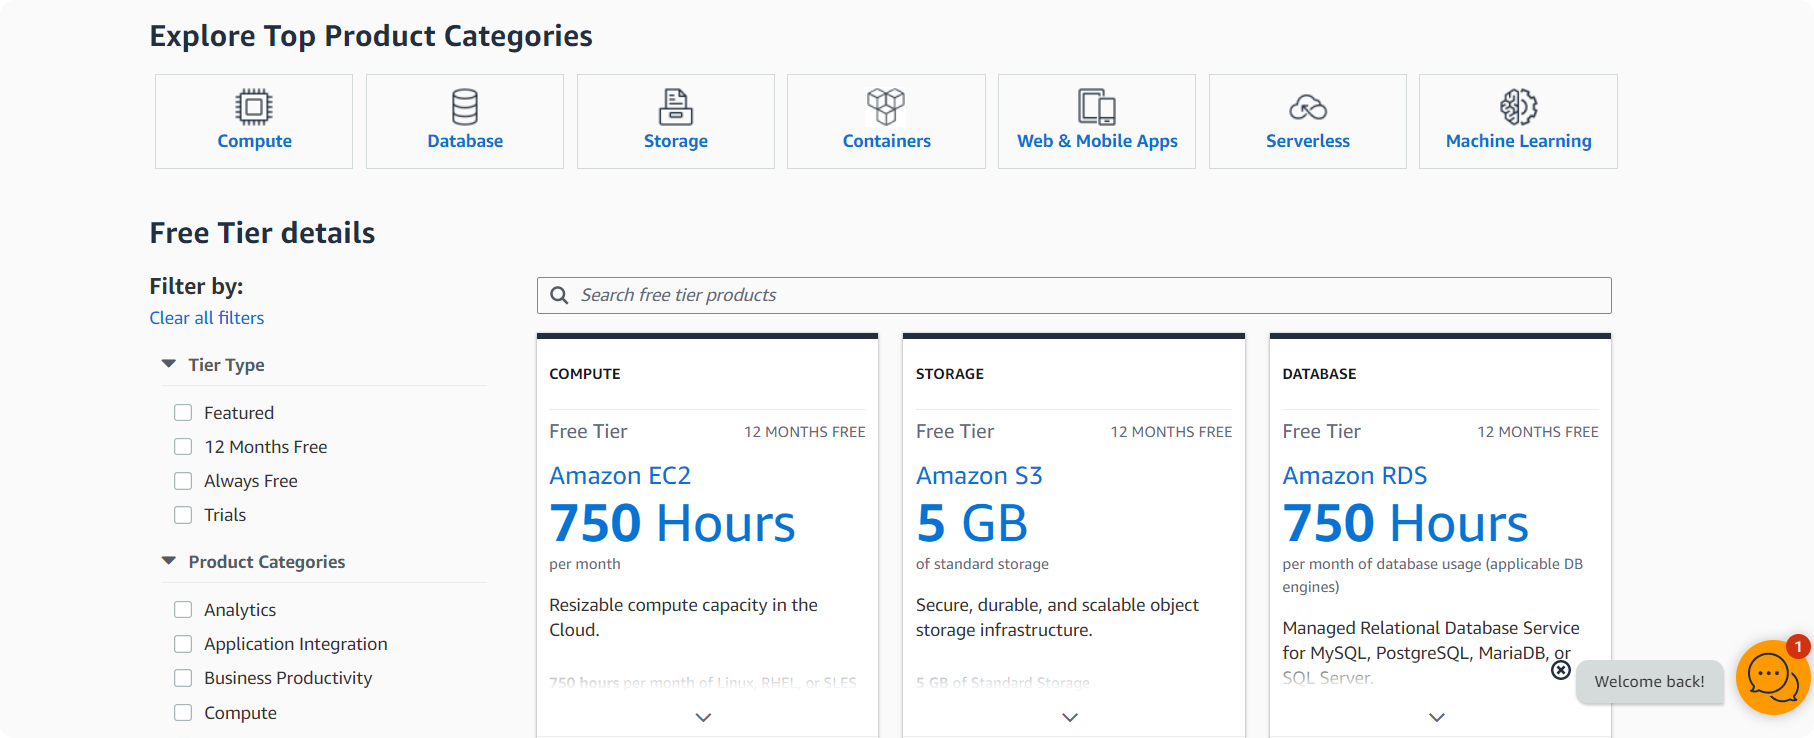 Explore Top Product Categories
Compute
Database
Storage
Containers
Web & Mobile Apps
Serverless
Machine Learning
Free Tier details
Filter by:
Clear all filters
Tier Type
Featured
12 Months Free
Always Free
Trials
Product Categories
Analytics
Application Integration
Business Productivity
Compute
Search free tier products
COMPUTE
Free Tier 12 MONTHS FREE
Amazon EC2
750 Hours
per month
Resizable compute capacity in the
Cloud.
750 hours per month of Linux, RHEL, or SLES
STORAGE
Free Tier 12 MONTHS FREE
Amazon S3
5 GB
of standard storage
Secure, durable, and scalable object
storage infrastructure.
5 GB of Standard Storage
DATABASE
Free Tier 12 MONTHS FREE
Amazon RDS
750 Hours
per month of database usage (applicable DB
engines)
Managed Relational Database Service
for MySQL, PostgreSQL, MariaDB, or
SQL Server.
Welcome back!
1